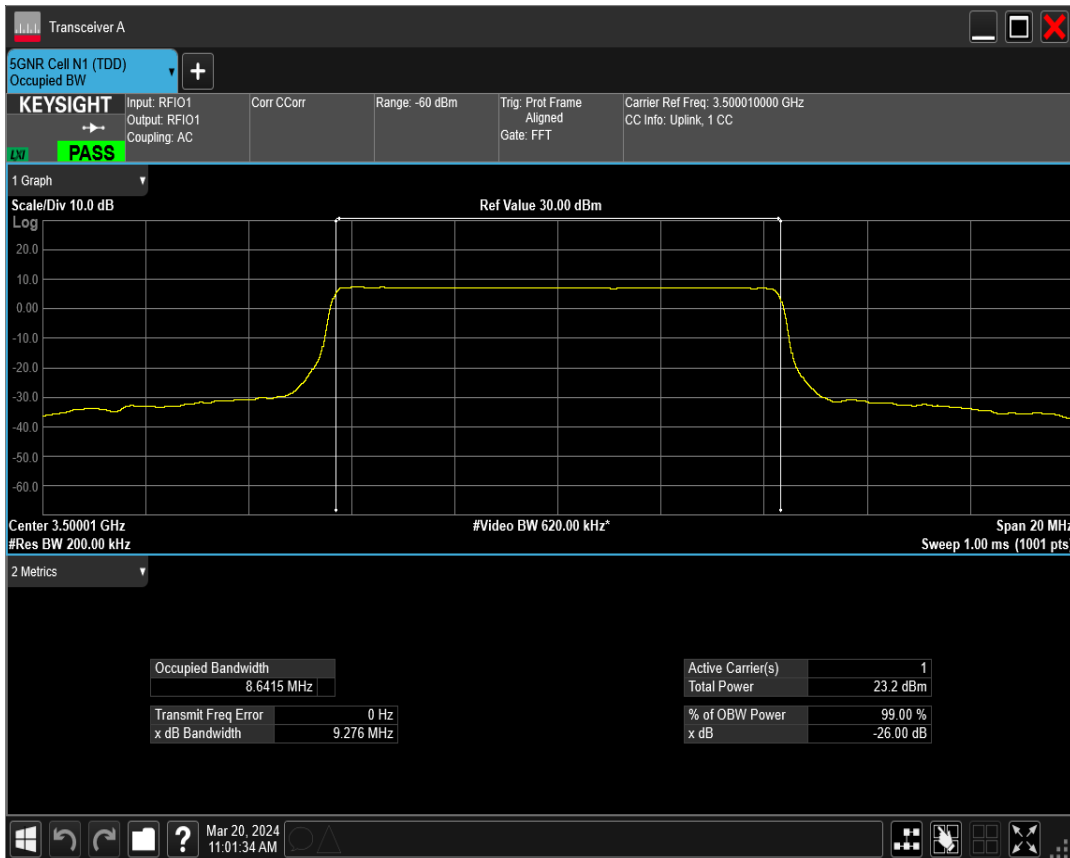 Transceiver A
5GNR Cell N1 (TDD)
Occupied BW
KEYSIGHT
LXI
PASS
Input: RFIO1
Output: RFIO1
Coupling: AC
Corr CCorr
Range: -60 dBm
Trig: Prot Frame
Aligned
Gate: FFT
Carrier Ref Freq: 3.500010000 GHz
CC Info: Uplink, 1 CC
1 Graph
Scale/Div 10.0 dB
Ref Value 30.00 dBm
Log
20.0
10.0
0.00
-10.0
-20.0
-30.0
-40.0
-50.0
-60.0
Center 3.50001 GHz
#Video BW 620.00 kHz*
Span 20 MHz
#Res BW 200.00 kHz
Sweep 1.00 ms (1001 pts)
2 Metrics
Occupied Bandwidth
8.6415 MHz
Transmit Freq Error 0 Hz
x dB Bandwidth 9.276 MHz
Active Carrier(s) 1
Total Power 23.2 dBm
% of OBW Power 99.00 %
x dB -26.00 dB
?
Mar 20, 2024
11:01:34 AM